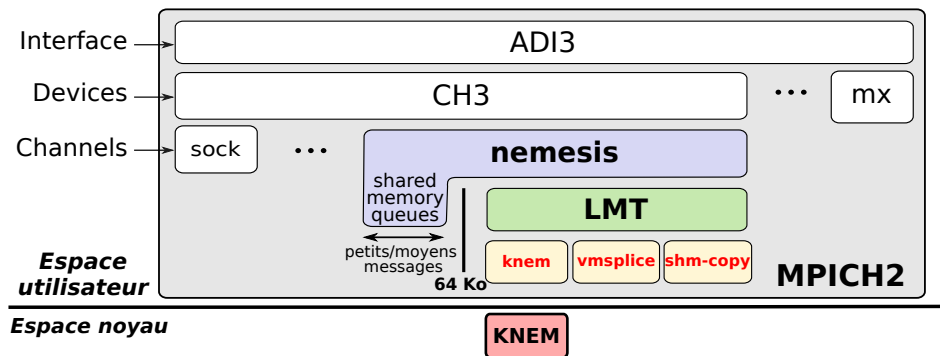 Interface
ADI3
Devices
CH3
...
mx
Channels
sock
...
nemesis
shared
memory
queues
LMT
petits/moyens
messages
64 Ko
knem
vmsplice
shm-copy
MPICH2
Espace
utilisateur
Espace noyau
KNEM